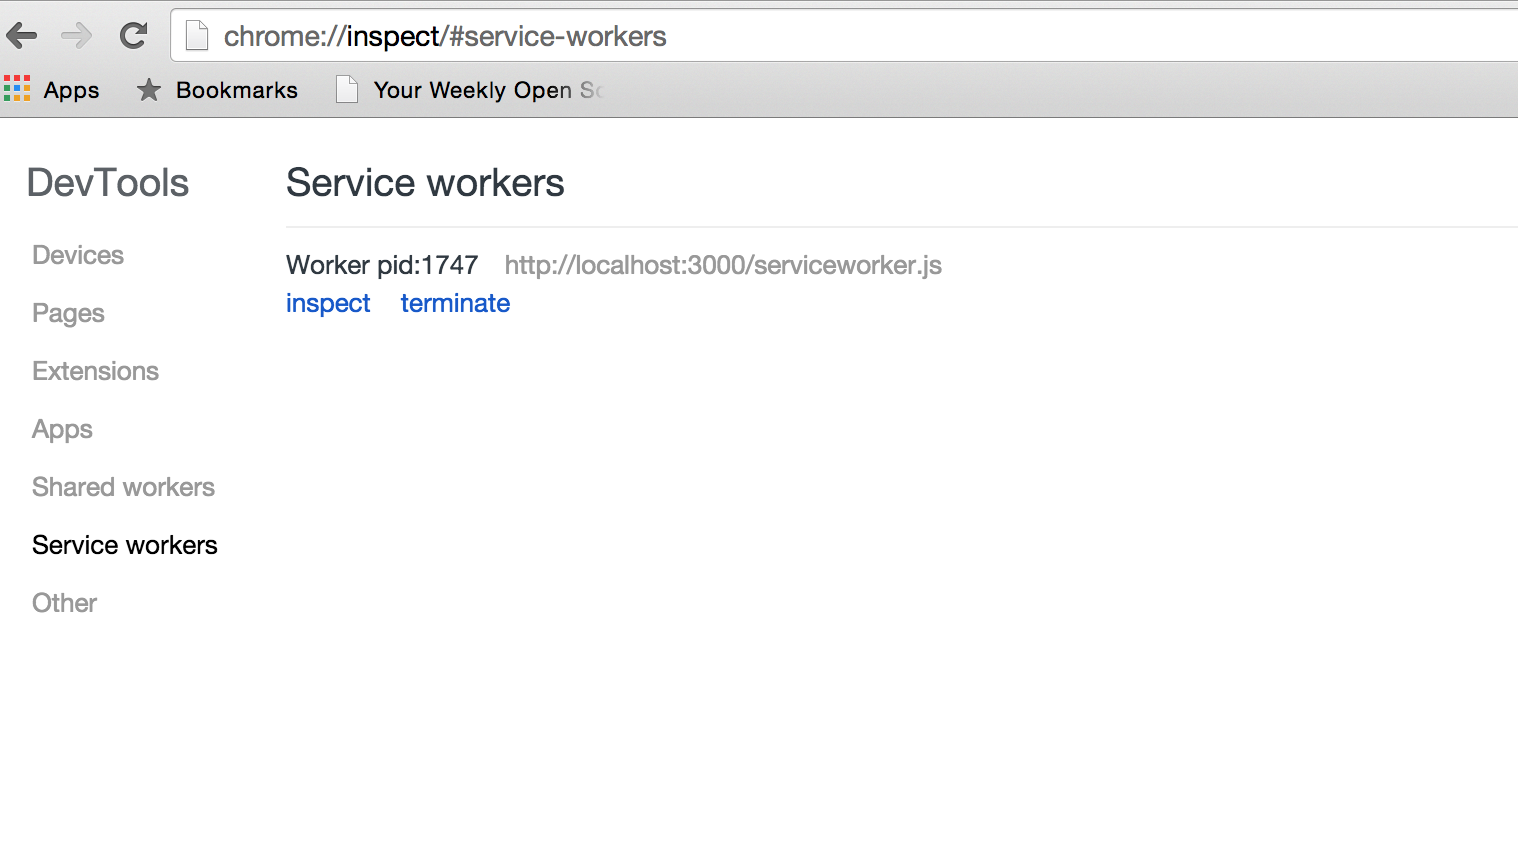 chrome://inspect/#service-workers
Apps Bookmarks Your Weekly Open
DevTools
Devices
Pages
Extensions
Apps
Shared workers
Service workers
Other
Service workers
Worker pid:1747 http://localhost:3000/serviceworker.js
inspect terminate